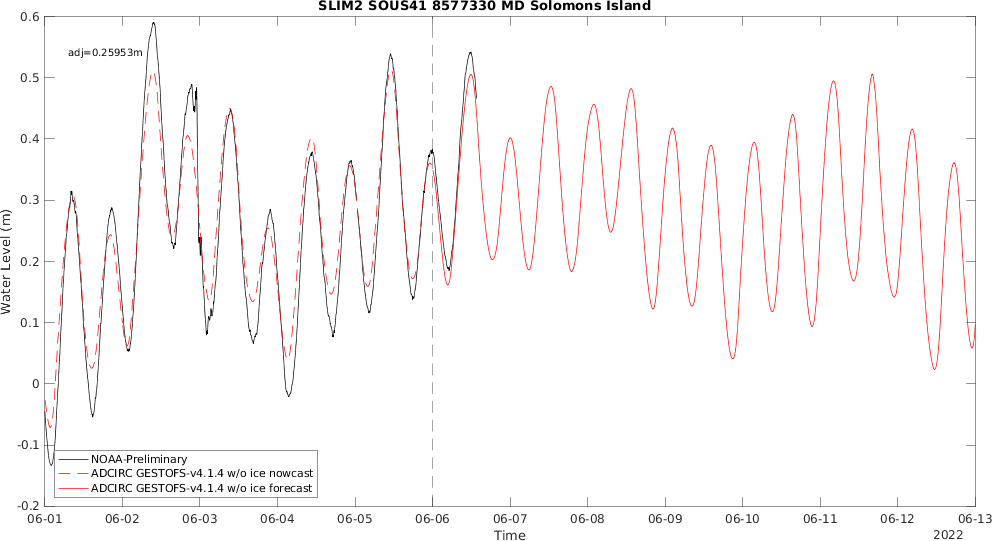 SLIM2 SOUS41 8577330 MD Solomons Island
adj=0.25953m
0.6
0.5
0.4
0.3
0.2
0.1
0
-0.1
-0.2
Water Level (m)
NOAA-Preliminary
ADCIRC GESTOFS-v4.1.4 w/o ice nowcast
ADCIRC GESTOFS-v4.1.4 w/o ice forecast
06-01 06-02 06-03 06-04 06-05 06-06 06-07 06-08 06-09 06-10 06-11 06-12 06-13
Time
2022